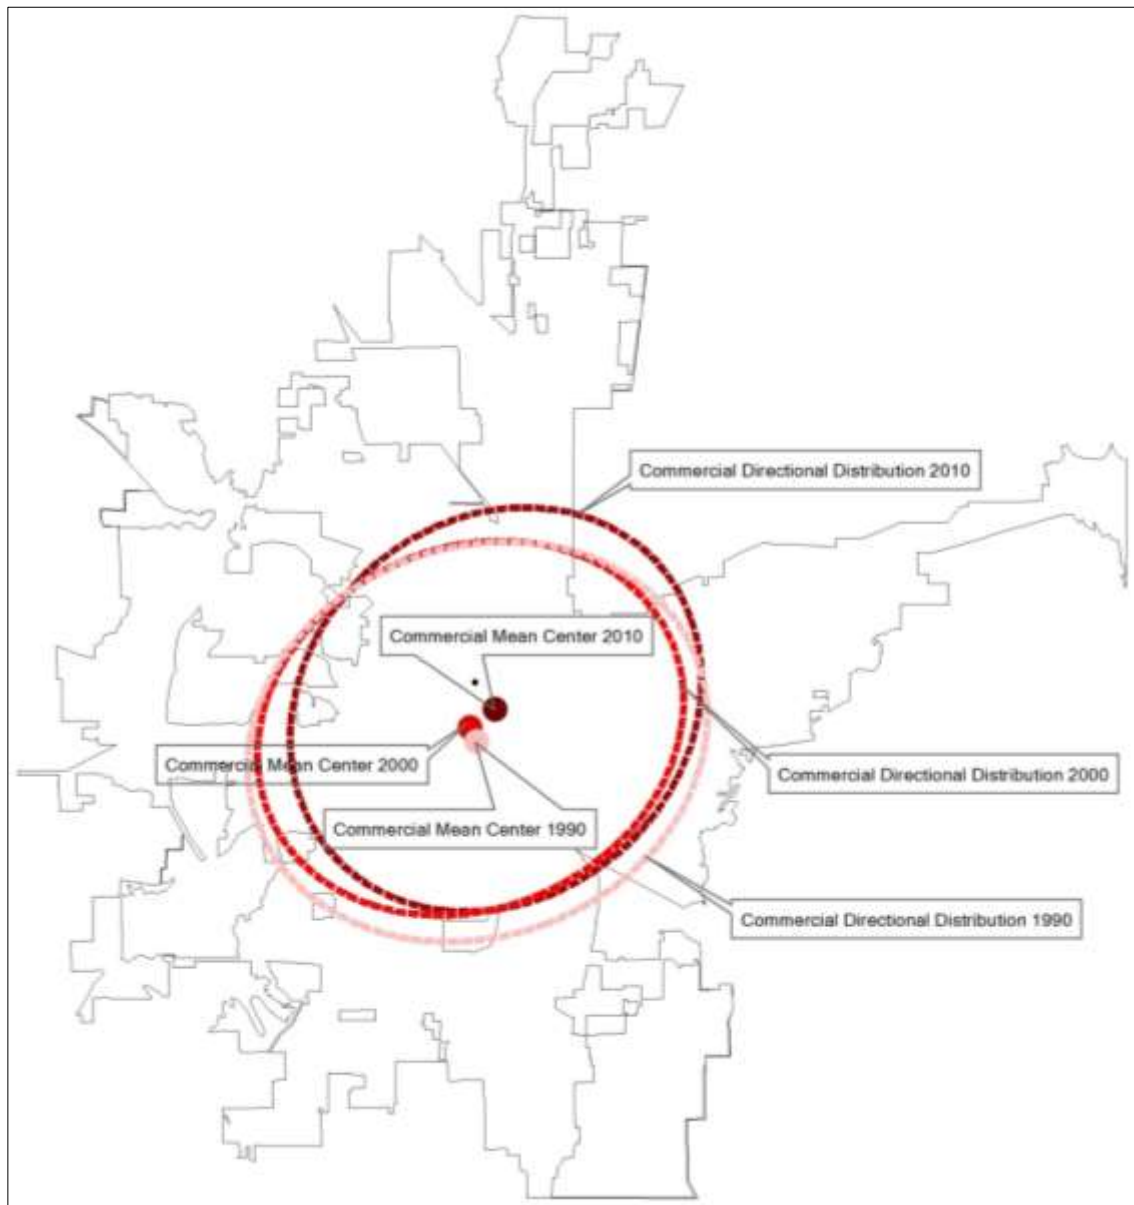 Commercial Directional Distribution 2010
Commercial Mean Center 2010
Commercial Mean Center 2000
Commercial Directional Distribution 2000
Commercial Mean Center 1990
Commercial Directional Distribution 1990